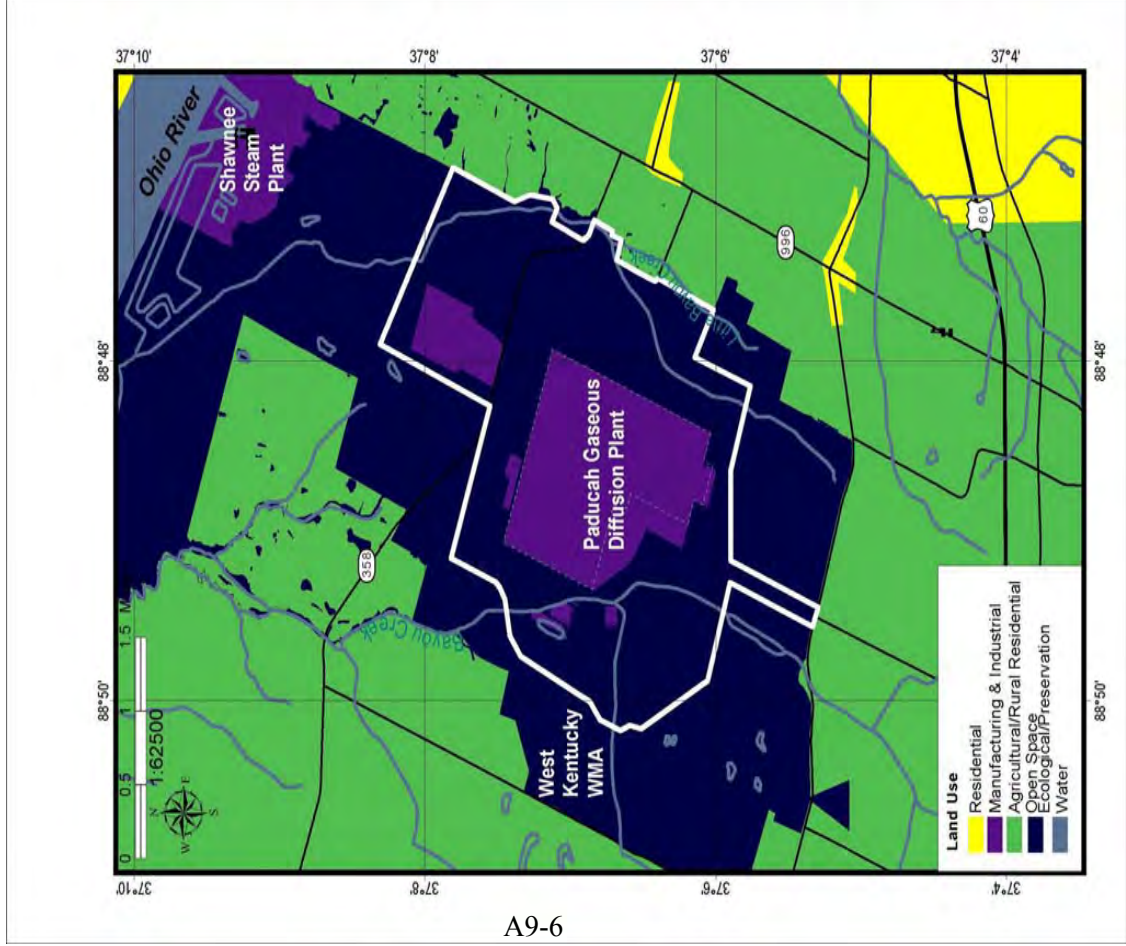 88°50'
88°48'
37°10'
37°8'
37°6'
37°4'
37°10'
37°8'
37°6'
37°4'
88°50'
88°48'
0 0.5 1 1.5 M
1:62500
N
E
S
W
Ohio River
Shawnee
Steam
Plant
358
Bayou Creek
Little Bayou Creek
996
60
Paducah Gaseous
Diffusion Plant
West
Kentucky
WMA
Land Use
Residential
Manufacturing & Industrial
Agricultural/Rural Residential
Open Space
Ecological/Preservation
Water
A9-6